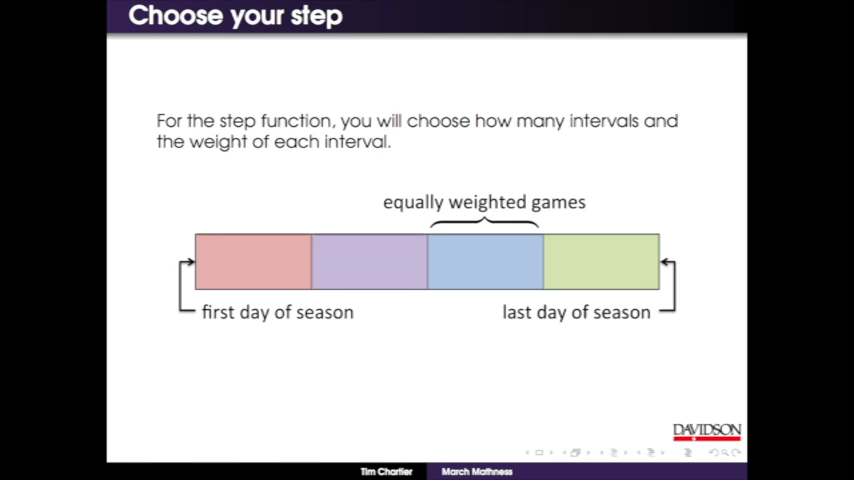 Choose your step
For the step function, you will choose how many intervals and
the weight of each interval.
equally weighted games
first day of season
last day of season
DAVIDSON
Tim Chartier
March Mathness